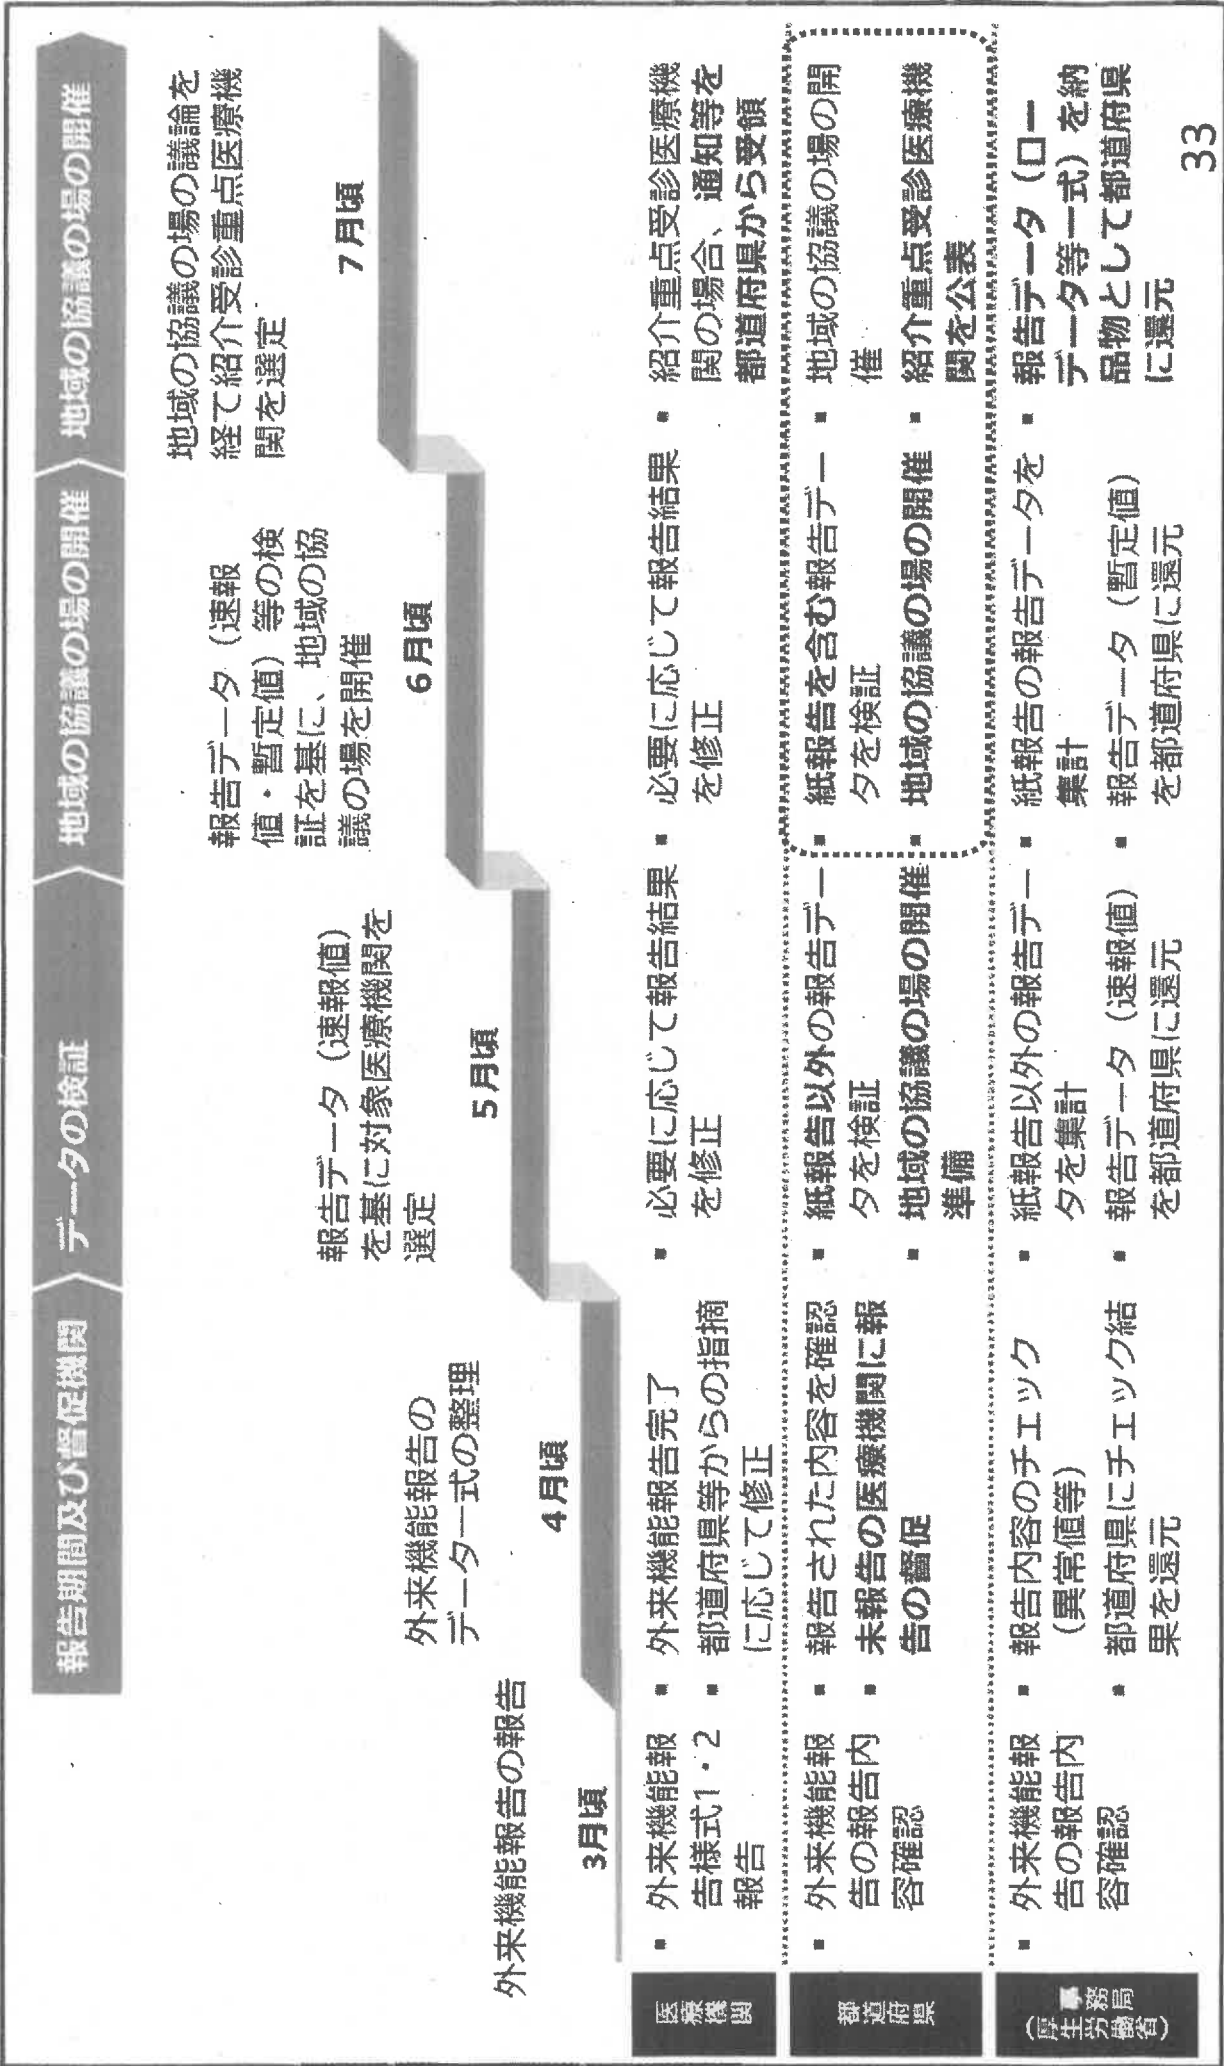 報告期間及び督促機関
データの検証
地域の協議の場の開催
地域の協議の場の開催
外来機能報告の報告
3月頃
外来機能報告の
データ一式の整理
4月頃
報告データ（速報値）
を基に対象医療機関を
選定
5月頃
報告データ（速報
値・暫定値）等の検
証を基に、地域の協
議の場を開催
6月頃
地域の協議の場の議論を
経て紹介受診重点医療機
関を選定
7月頃
医療
機関
▪ 外来機能報
告様式1・2
報告
▪ 外来機能報告完了
▪ 都道府県等からの指摘
に応じて修正
▪ 必要に応じて報告結果
を修正
▪ 必要に応じて報告結果
を修正
▪ 紹介重点受診医療機
関の場合、通知等を
都道府県から受領
都道
府県
▪ 外来機能報
告の報告内
容確認
▪ 報告された内容を確認
▪ 未報告の医療機関に報
告の督促
▪ 紙報告以外の報告デー
タを検証
▪ 地域の協議の場の開催
準備
▪ 紙報告を含む報告デー
タを検証
▪ 地域の協議の場の開催
▪ 地域の協議の場の開
催
▪ 紹介重点受診医療機
関を公表
事務局
（厚生労働省）
▪ 外来機能報
告の報告内
容確認
▪ 報告内容のチェック
（異常値等）
▪ 都道府県にチェック結
果を還元
▪ 紙報告以外の報告デー
タを集計
▪ 報告データ（速報値）
を都道府県に還元
▪ 紙報告の報告データを
集計
▪ 報告データ（暫定値）
を都道府県に還元
▪ 報告データ（ロー
データ等一式）を納
品物として都道府県
に還元
33